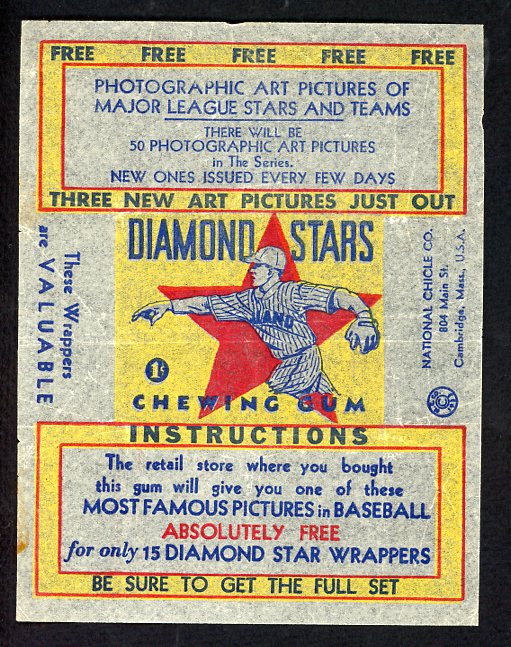 FREE FREE FREE FREE FREE
PHOTOGRAPHIC ART PICTURES OF
MAJOR LEAGUE STARS AND TEAMS
THERE WILL BE
50 PHOTOGRAPHIC ART PICTURES
in The Series.
NEW ONES ISSUED EVERY FEW DAYS
THREE NEW ART PICTURES JUST OUT
These Wrappers
are VALUABLE
DIAMOND STARS
1¢
CHEWING GUM
NATIONAL CHICLE CO.
804 Main St.
Cambridge, Mass., U.S.A.
INSTRUCTIONS
The retail store where you bought
this gum will give you one of these
MOST FAMOUS PICTURES in BASEBALL
ABSOLUTELY FREE
for only 15 DIAMOND STAR WRAPPERS
BE SURE TO GET THE FULL SET